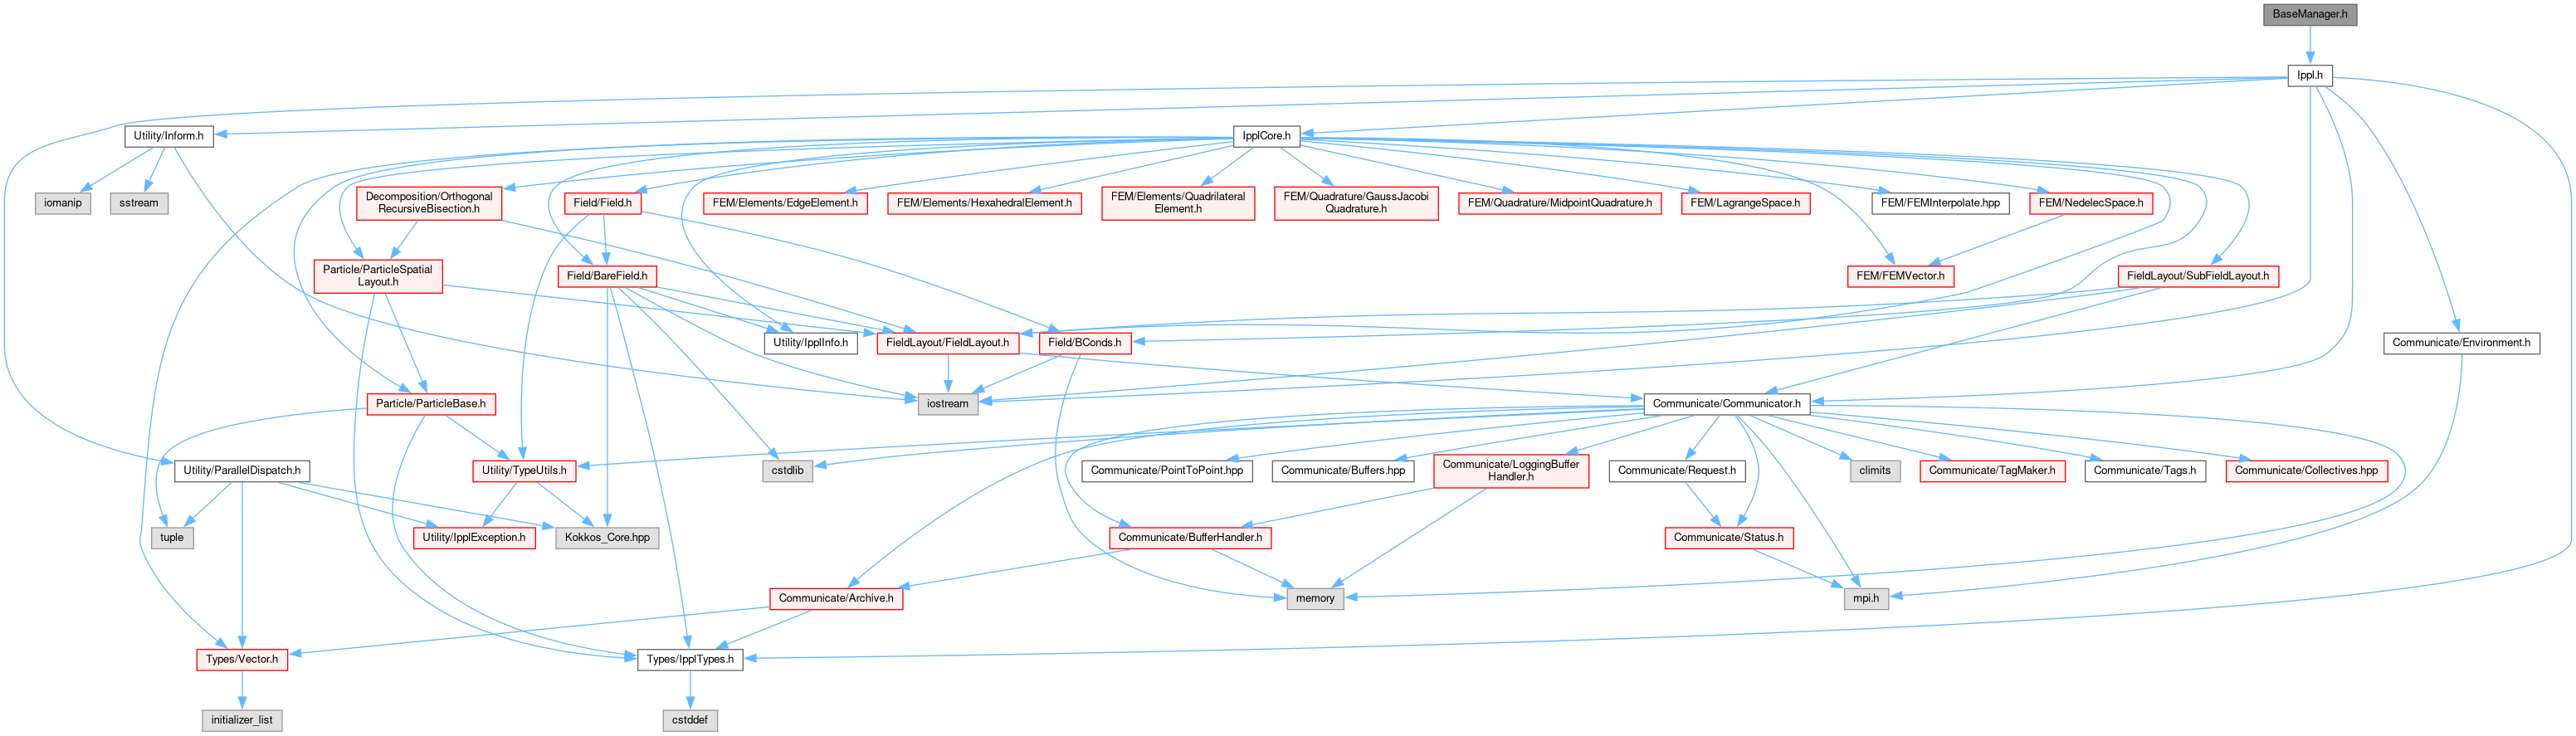 BaseManager.h
Ippl.h
Utility/Inform.h
IpplCore.h
iomanip
sstream
Decomposition/Orthogonal
RecursiveBisection.h
Field/Field.h
FEM/Elements/EdgeElement.h
FEM/Elements/HexahedralElement.h
FEM/Elements/Quadrilateral
Element.h
FEM/Quadrature/GaussJacobi
Quadrature.h
FEM/Quadrature/MidpointQuadrature.h
FEM/LagrangeSpace.h
FEM/FEMInterpolate.hpp
FEM/NedelecSpace.h
Particle/ParticleSpatial
Layout.h
Field/BareField.h
FEM/FEMVector.h
FieldLayout/SubFieldLayout.h
Utility/IpplInfo.h
FieldLayout/FieldLayout.h
Field/BConds.h
Communicate/Environment.h
Particle/ParticleBase.h
iostream
Communicate/Communicator.h
Utility/ParallelDispatch.h
Utility/TypeUtils.h
cstdlib
Communicate/PointToPoint.hpp
Communicate/Buffers.hpp
Communicate/LoggingBuffer
Handler.h
Communicate/Request.h
climits
Communicate/TagMaker.h
Communicate/Tags.h
Communicate/Collectives.hpp
tuple
Utility/IpplException.h
Kokkos_Core.hpp
Communicate/BufferHandler.h
Communicate/Status.h
Communicate/Archive.h
memory
mpi.h
Types/Vector.h
Types/IpplTypes.h
initializer_list
cstddef